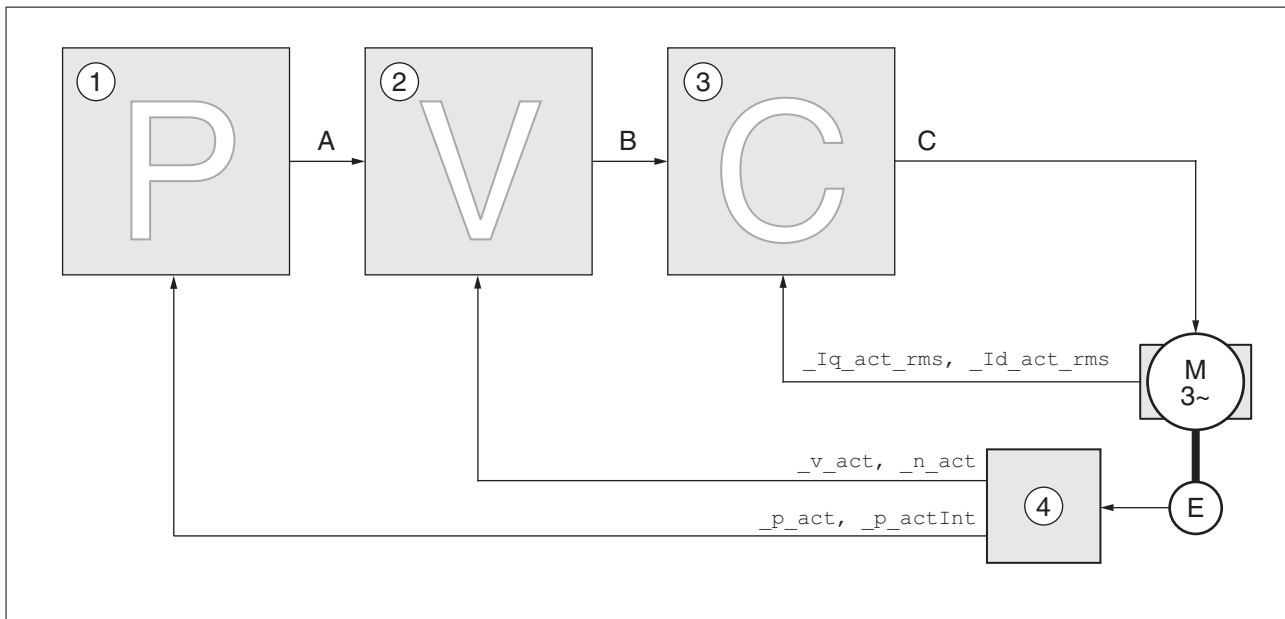 1
2
3
P
V
C
A
B
C
_Iq_act_rms, _Id_act_rms
M
3~
_v_act, _n_act
4
E
_p_act, _p_actInt